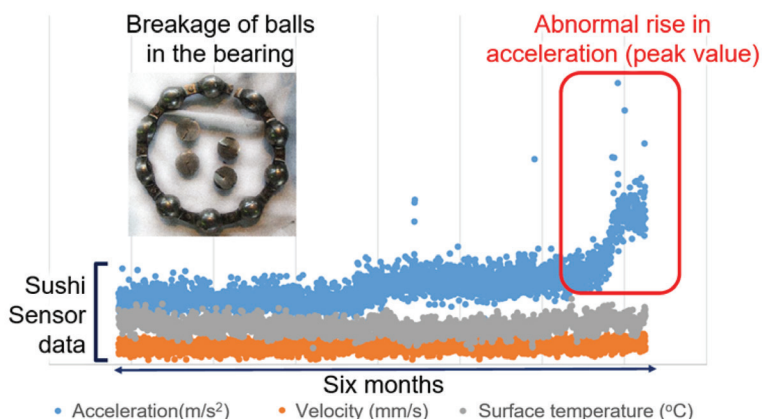 Breakage of balls
in the bearing
Abnormal rise in
acceleration (peak value)
Sushi
Sensor
data
Six months
Acceleration(m/s²)
Velocity (mm/s)
Surface temperature (ºC)